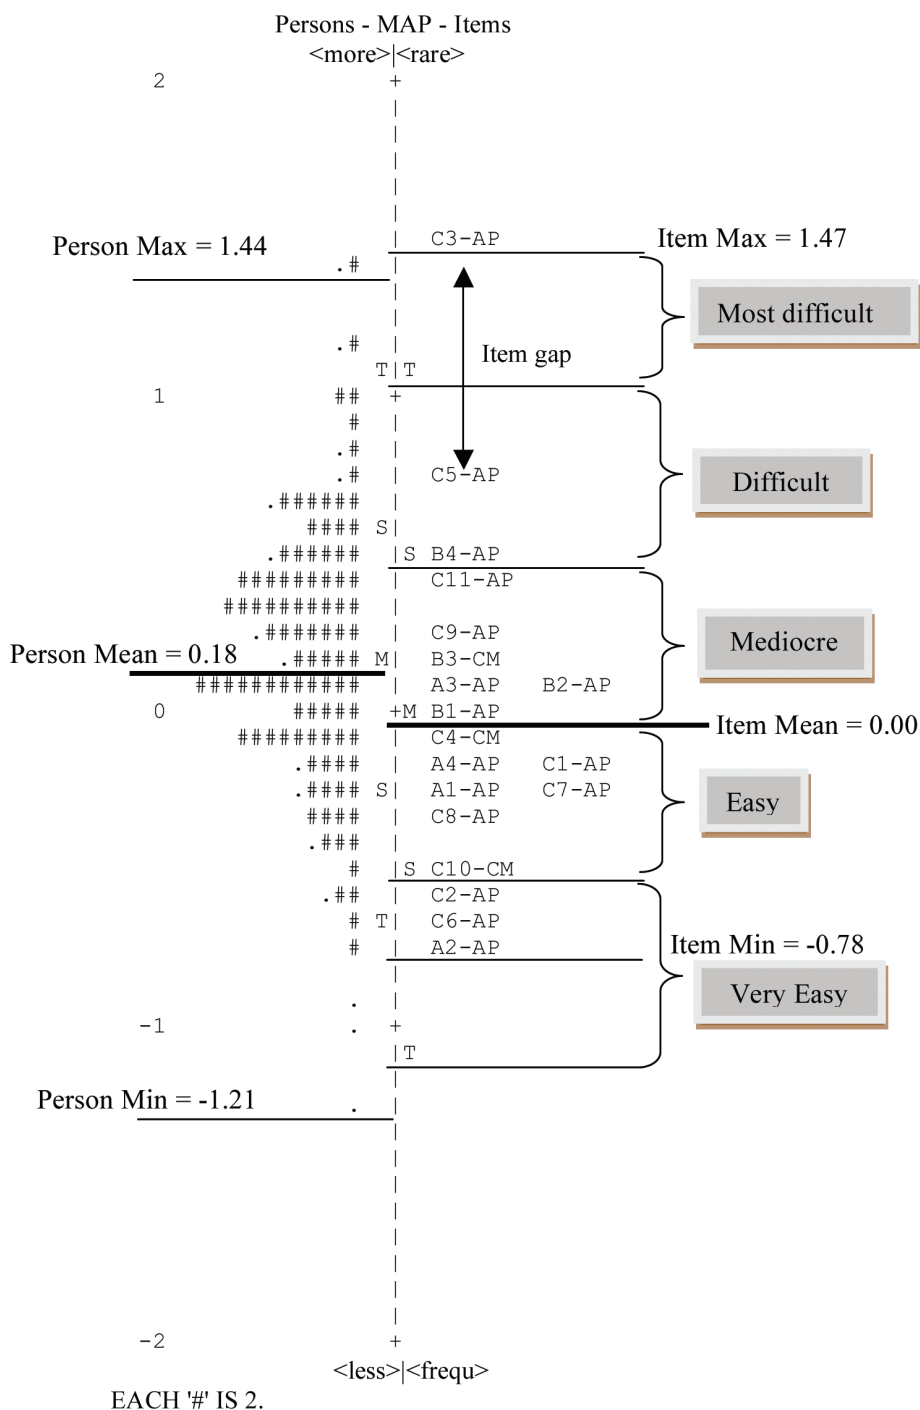 Persons - MAP - Items
<more>|<rare>
2 +
|
|
|
|
|
C3-AP Item Max = 1.47
Person Max = 1.44
.# |
Most difficult
|
|
.# | Item gap
T|T
1 ## +
# |
.# |
.# | C5-AP
Difficult
.###### |
#### S|
.###### |S B4-AP
######### | C11-AP
########## |
.####### | C9-AP
Mediocre
Person Mean = 0.18 .##### M| B3-CM
############ | A3-AP B2-AP
0 ##### +M B1-AP
Item Mean = 0.00
######### | C4-CM
.#### | A4-AP C1-AP
.#### S| A1-AP C7-AP
Easy
#### | C8-AP
.### |
# |S C10-CM
.## | C2-AP
# T| C6-AP
# | A2-AP Item Min = -0.78
|
Very Easy
. |
-1 . +
|T
|
Person Min = -1.21 . |
|
|
|
|
|
|
|
|
-2 +
<less>|<frequ>
EACH '#' IS 2.